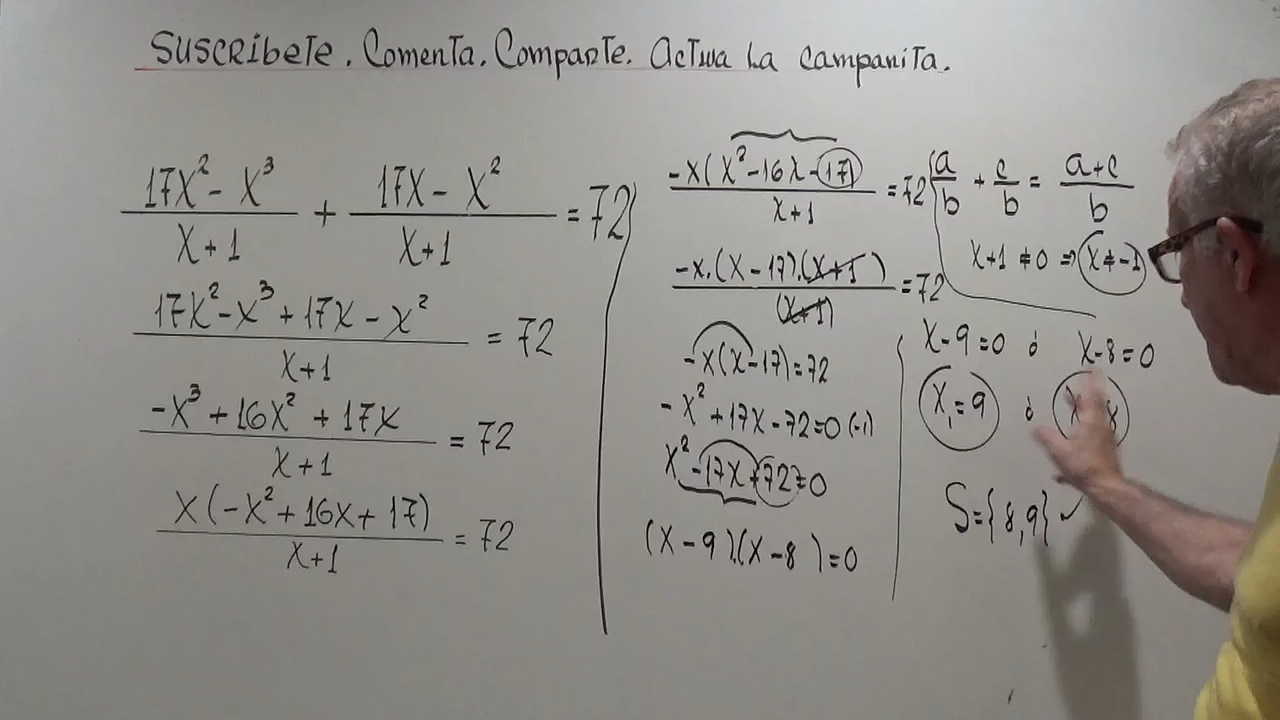 Suscribete. Comenta. Comparte. Activa La campanita.
17x² - x³ / x+1 + 17x - x² / x+1 = 72
17x² - x³ + 17x - x² / x+1 = 72
-x³ + 16x² + 17x / x+1 = 72
x(-x² + 16x + 17) / x+1 = 72
-x(x² - 16x - 17) / x+1 = 72
-x.(x - 17).(x+1) / (x+1) = 72
-x(x - 17) = 72
-x² + 17x - 72 = 0 (-1)
x² - 17x + 72 = 0
(x - 9).(x - 8) = 0
a/b + c/b = a+c/b
x+1 ≠ 0 ⇒ x ≠ -1
x - 9 = 0 ó x - 8 = 0
x₁ = 9 ó
S = {8,9} ✓